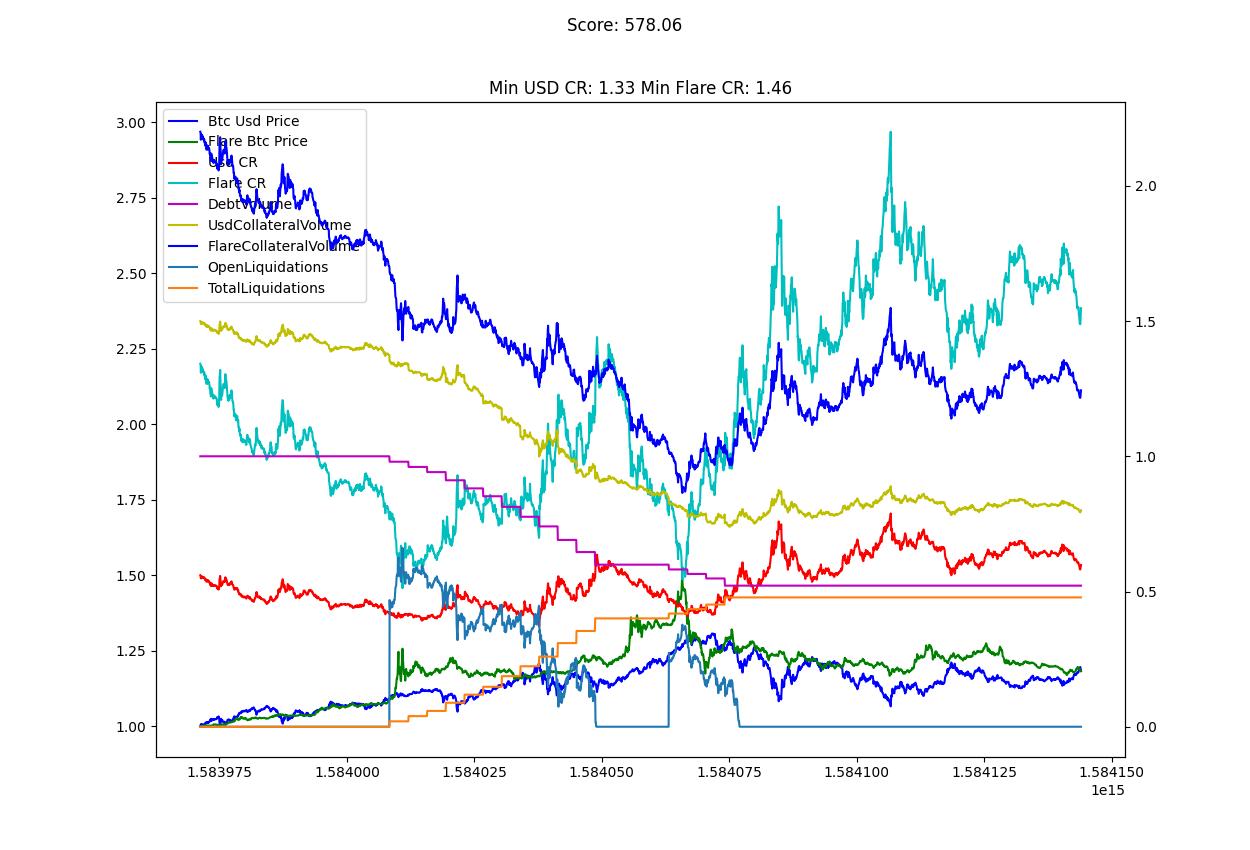 Score: 578.06
Min USD CR: 1.33 Min Flare CR: 1.46
Btc Usd Price
Flare Btc Price
Usd CR
Flare CR
DebtVolume
UsdCollateralVolume
FlareCollateralVolume
OpenLiquidations
TotalLiquidations
3.00
2.75
2.50
2.25
2.00
1.75
1.50
1.25
1.00
2.0
1.5
1.0
0.5
0.0
1.583975 1.584000 1.584025 1.584050 1.584075 1.584100 1.584125 1.584150
1e15